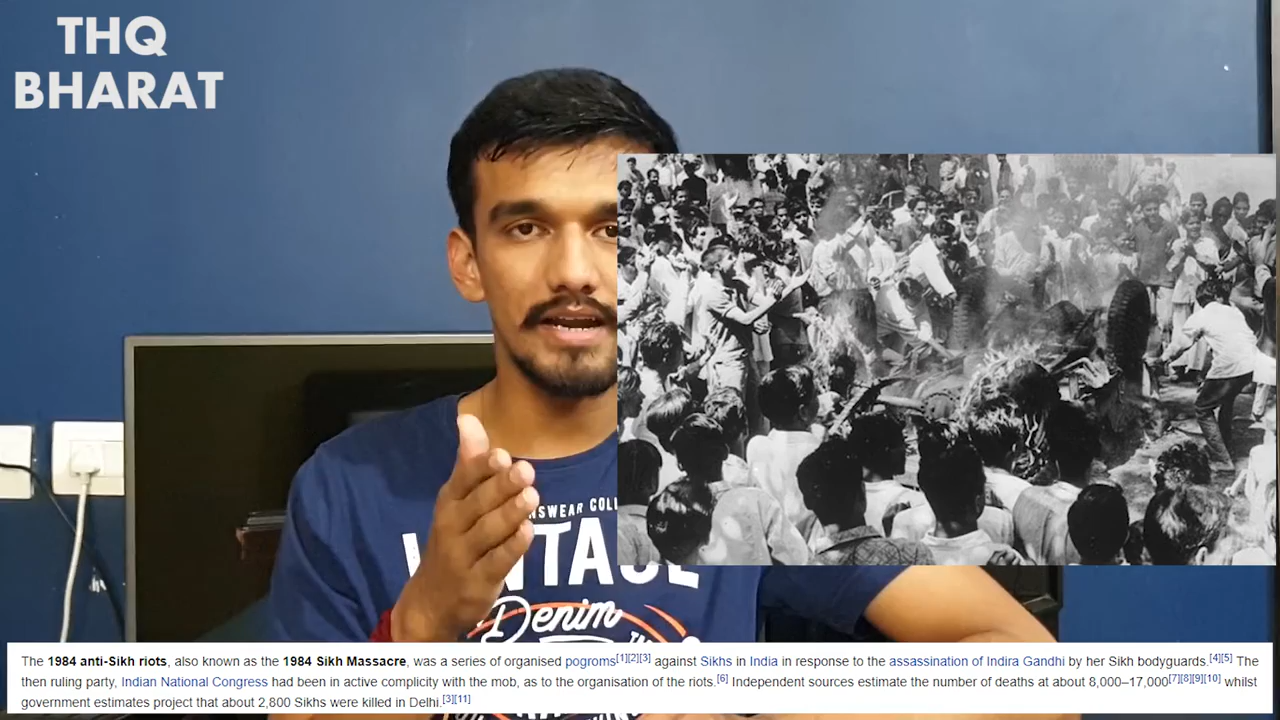 THQ
BHARAT
NSWEAR COLL
Denim
The 1984 anti-Sikh riots, also known as the 1984 Sikh Massacre, was a series of organised pogroms[1][2][3] against Sikhs in India in response to the assassination of Indira Gandhi by her Sikh bodyguards.[4][5] The
then ruling party, Indian National Congress had been in active complicity with the mob, as to the organisation of the riots.[6] Independent sources estimate the number of deaths at about 8,000–17,000[7][8][9][10] whilst
government estimates project that about 2,800 Sikhs were killed in Delhi.[3][11]